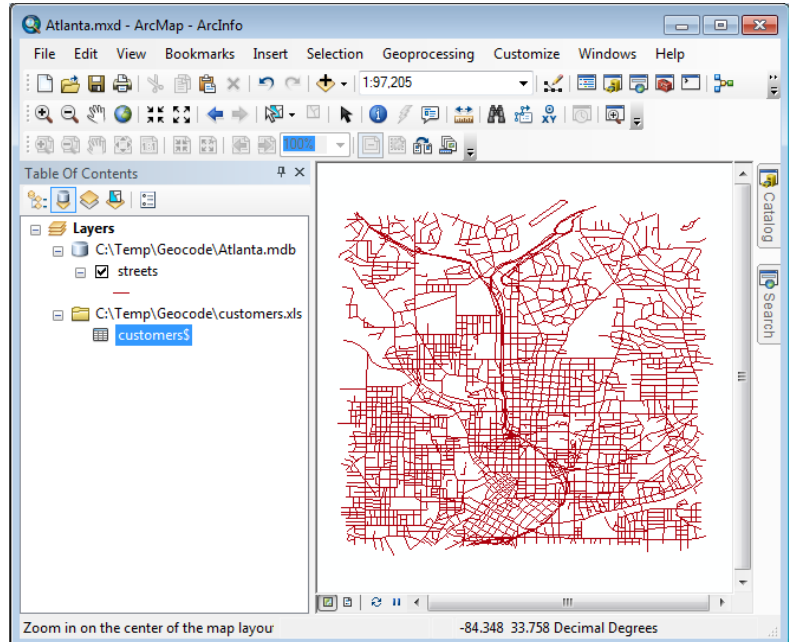 Atlanta.mxd - ArcMap - ArcInfo
File Edit View Bookmarks Insert Selection Geoprocessing Customize Windows Help
1:97,205
100%
Table Of Contents
Layers
C:\Temp\Geocode\Atlanta.mdb
streets
C:\Temp\Geocode\customers.xls
customers$
Catalog
Search
Zoom in on the center of the map layou
-84.348 33.758 Decimal Degrees